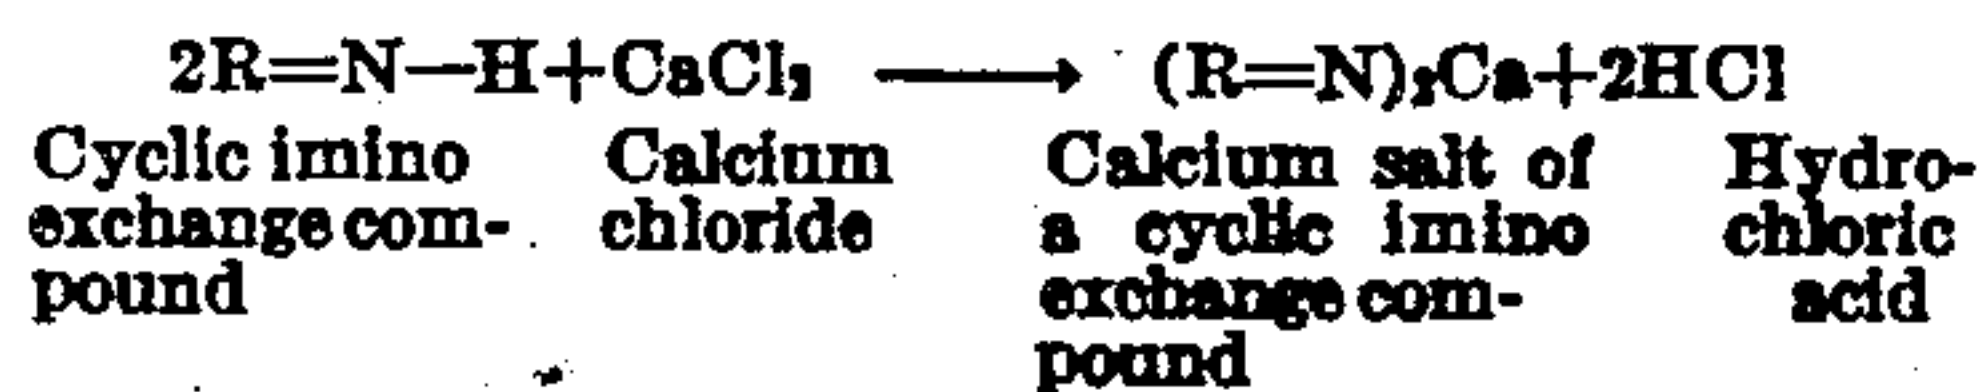 2R=N—H+CaCl₂ ⟶ (R=N)₂Ca+2HCl
Cyclic imino Calcium Calcium salt of Hydro-
exchange com- chloride a cyclic imino chloric
pound exchange com- acid
pound